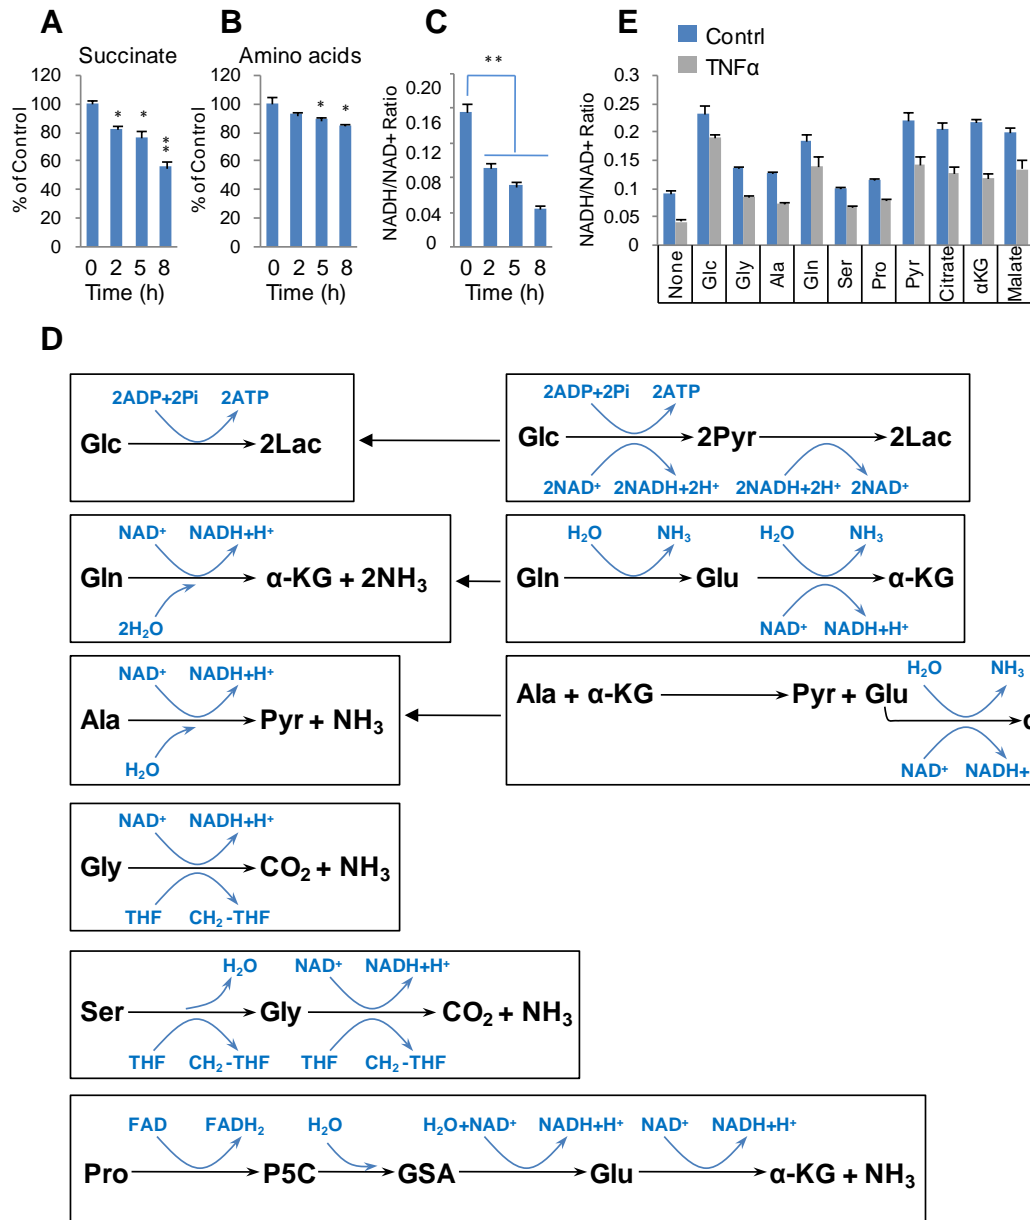 A
Succinate
% of Control
120
100
80
60
40
20
0
*
*
**
0 2 5 8
Time (h)
B
Amino acids
% of Control
120
100
80
60
40
20
0
*
*
0 2 5 8
Time (h)
C
NADH/NAD+ Ratio
0.20
0.16
0.12
0.08
0.04
0
**
0 2 5 8
Time (h)
E
Contrl
TNFα
NADH/NAD+ Ratio
0.3
0.25
0.2
0.15
0.1
0.05
0
None
Glc
Gly
Ala
Gln
Ser
Pro
Pyr
Citrate
αKG
Malate
D
2ADP+2Pi 2ATP
Glc 2Lac
2ADP+2Pi 2ATP
Glc 2Pyr 2Lac
2NAD⁺ 2NADH+2H⁺ 2NADH+2H⁺ 2NAD⁺
NAD⁺ NADH+H⁺
Gln α-KG + 2NH₃
2H₂O
H₂O NH₃ H₂O NH₃
Gln Glu α-KG
NAD⁺ NADH+H⁺
NAD⁺ NADH+H⁺
Ala Pyr + NH₃
H₂O
H₂O NH₃
Ala + α-KG Pyr + Glu
NAD⁺ NADH+
NAD⁺ NADH+H⁺
Gly CO₂ + NH₃
THF CH₂-THF
H₂O NAD⁺ NADH+H⁺
Ser Gly CO₂ + NH₃
THF CH₂-THF THF CH₂-THF
FAD FADH₂ H₂O H₂O+NAD⁺ NADH+H⁺ NAD⁺ NADH+H⁺
Pro P5C GSA Glu α-KG + NH₃